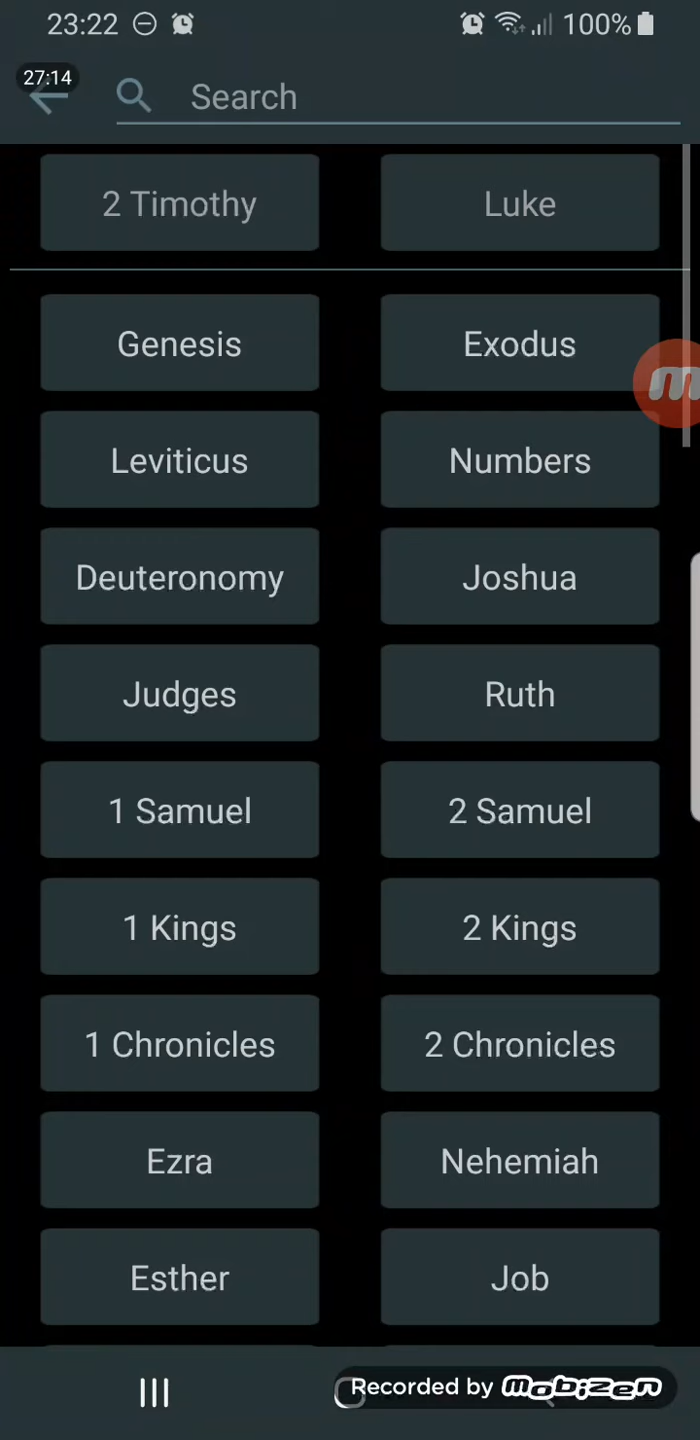 23:22 100%
27:14
Search
2 Timothy Luke
Genesis Exodus
Leviticus Numbers
Deuteronomy Joshua
Judges Ruth
1 Samuel 2 Samuel
1 Kings 2 Kings
1 Chronicles 2 Chronicles
Ezra Nehemiah
Esther Job
Recorded by mobizen